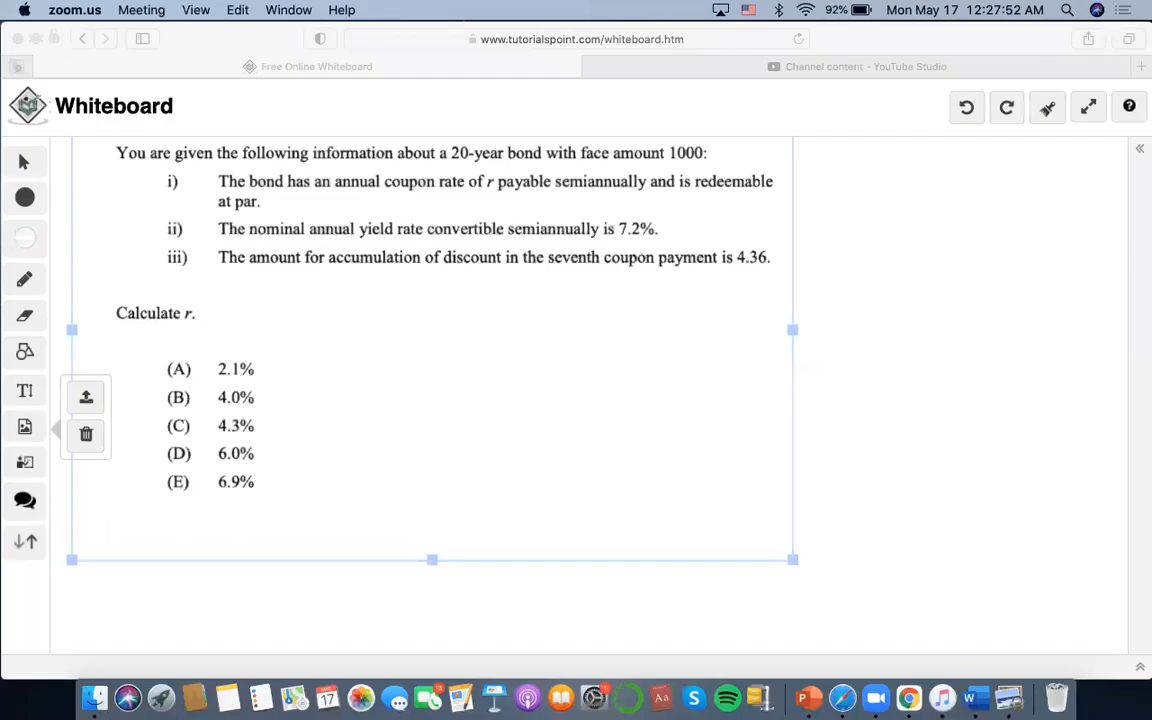 zoom.us Meeting View Edit Window Help 92% Mon May 17 12:27:52 AM
www.tutorialspoint.com/whiteboard.htm
Free Online Whiteboard Channel content - YouTube Studio
Whiteboard
You are given the following information about a 20-year bond with face amount 1000:
i) The bond has an annual coupon rate of r payable semiannually and is redeemable
at par.
ii) The nominal annual yield rate convertible semiannually is 7.2%.
iii) The amount for accumulation of discount in the seventh coupon payment is 4.36.
Calculate r.
(A) 2.1%
(B) 4.0%
(C) 4.3%
(D) 6.0%
(E) 6.9%